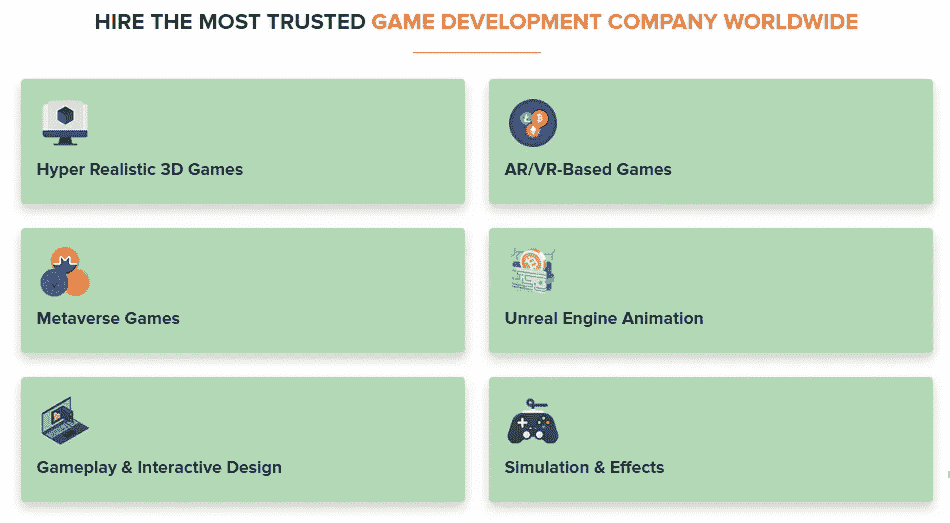 HIRE THE MOST TRUSTED GAME DEVELOPMENT COMPANY WORLDWIDE
Hyper Realistic 3D Games
AR/VR-Based Games
Metaverse Games
Unreal Engine Animation
Gameplay & Interactive Design
Simulation & Effects